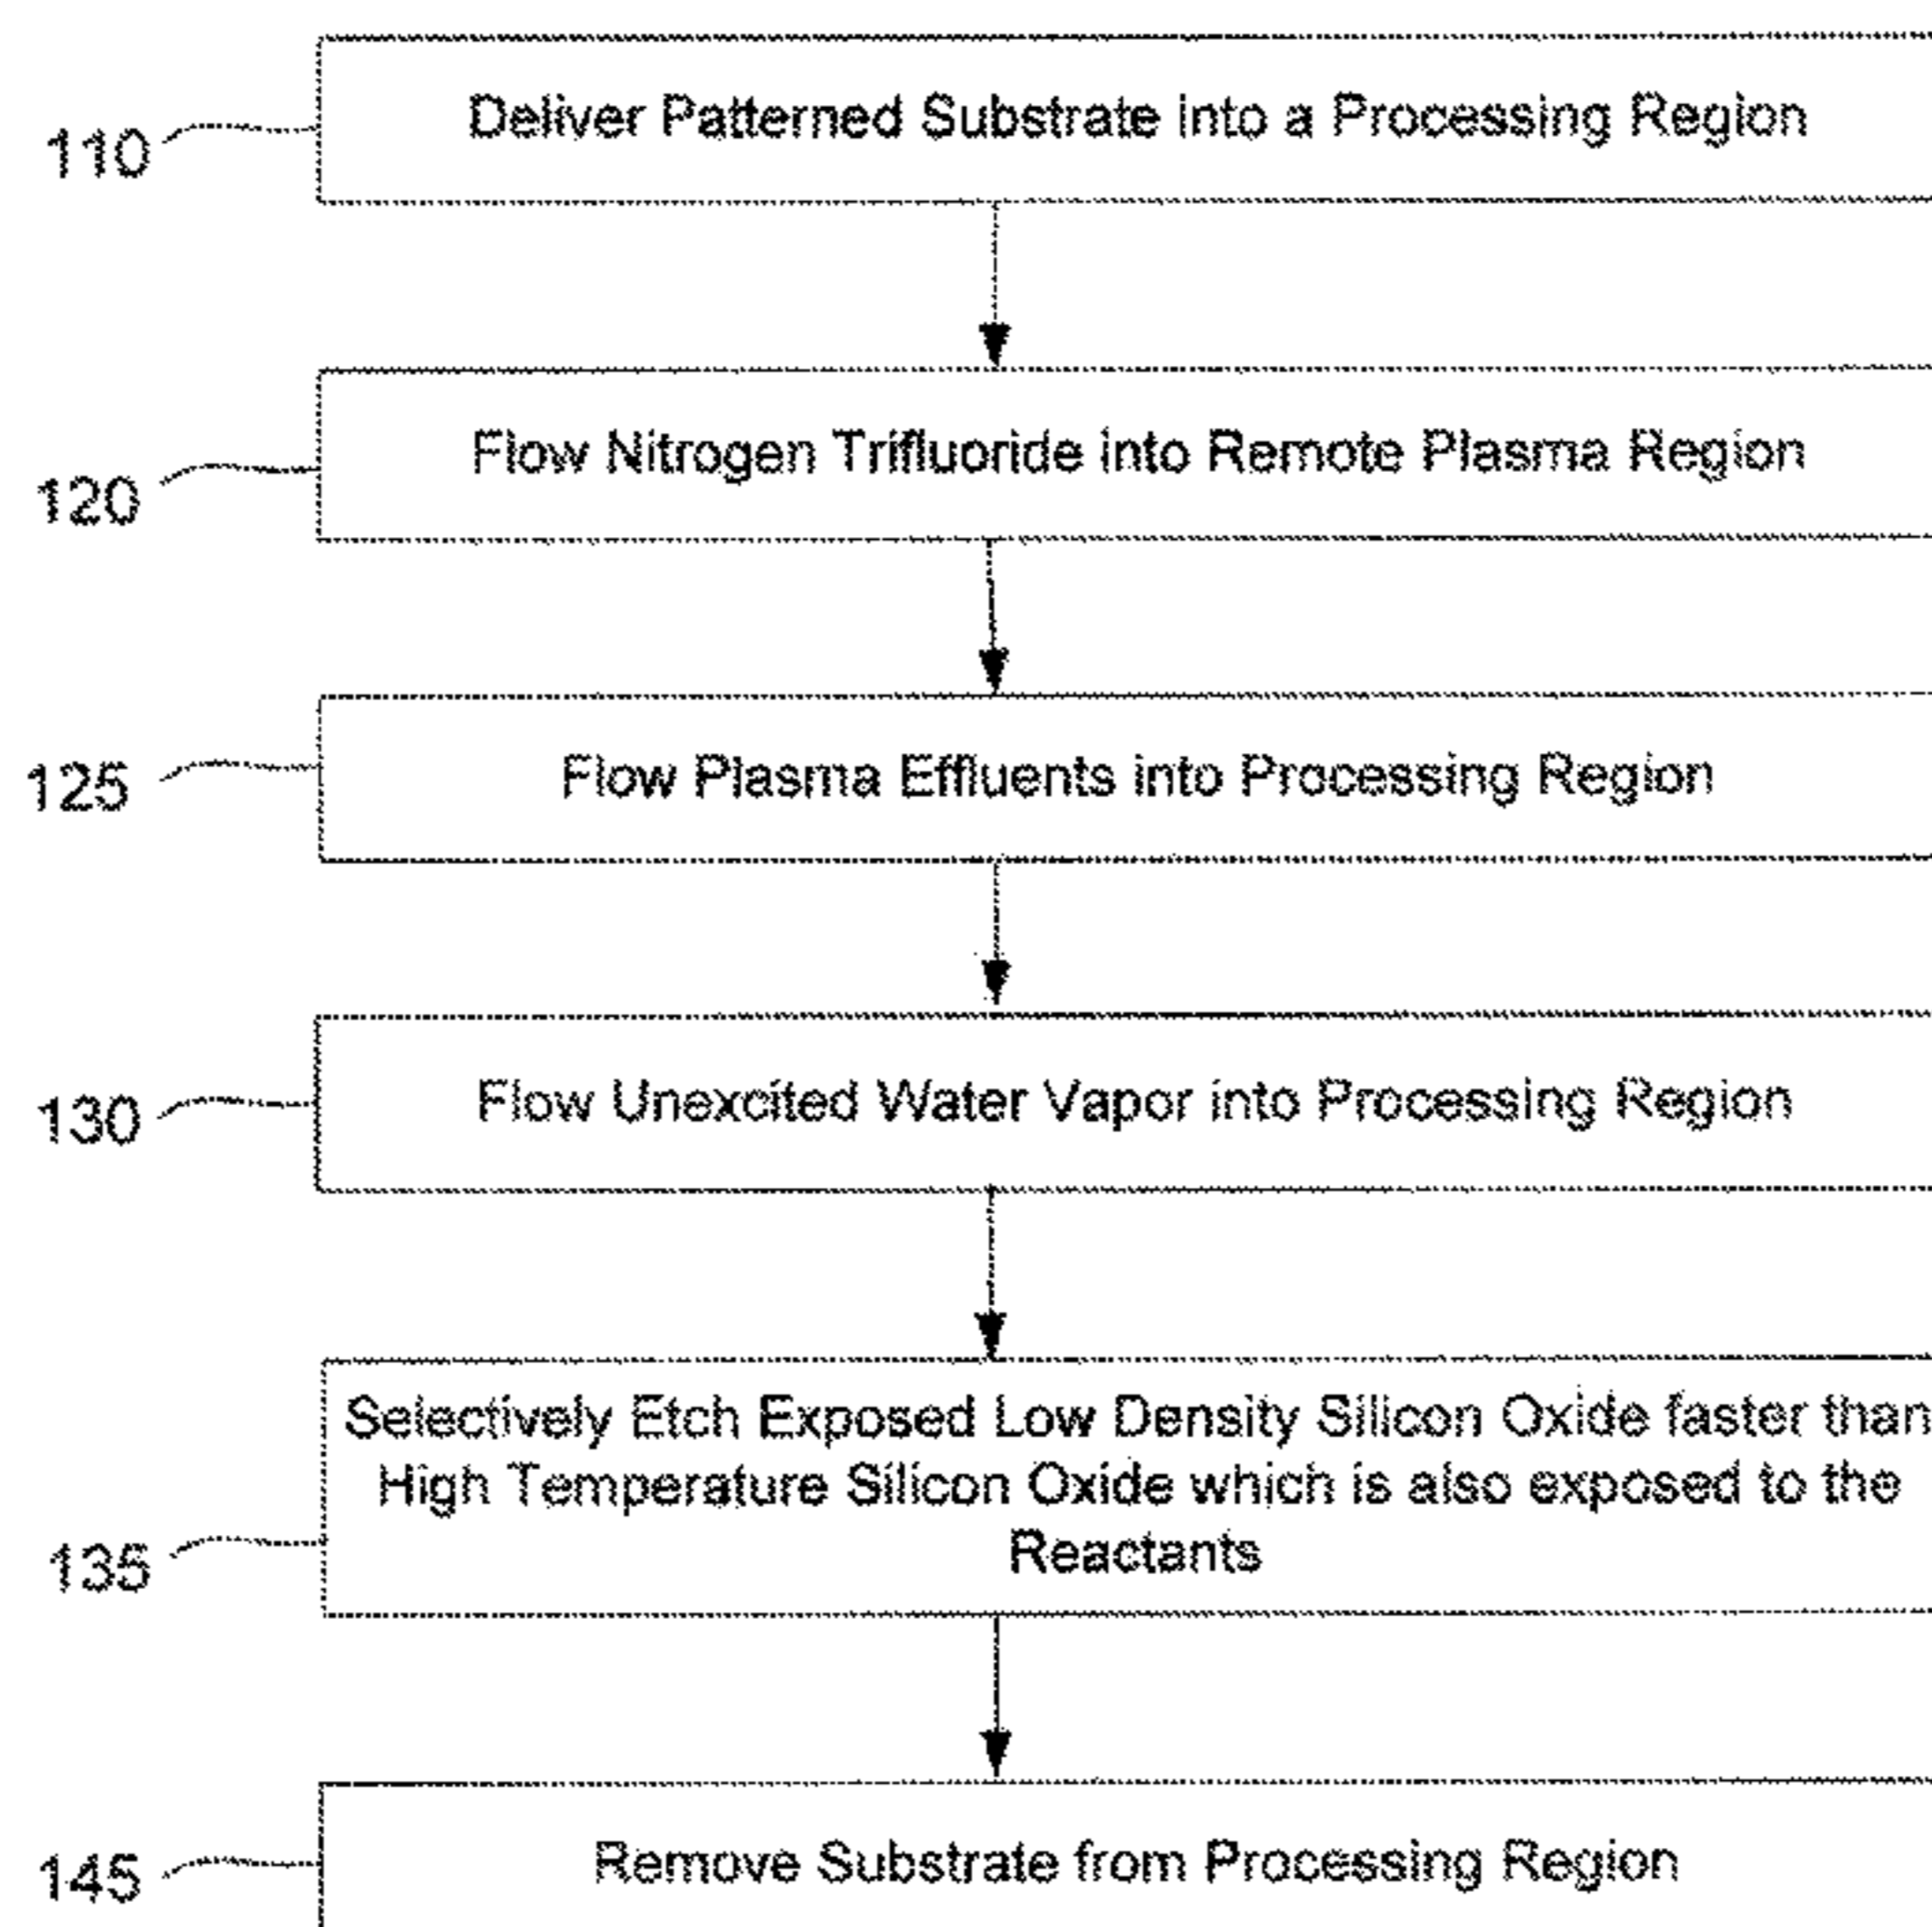 110
Deliver Patterned Substrate into a Processing Region
120
Flow Nitrogen Trifluoride into Remote Plasma Region
125
Flow Plasma Effluents into Processing Region
130
Flow Unexcited Water Vapor into Processing Region
135
Selectively Etch Exposed Low Density Silicon Oxide faster than
High Temperature Silicon Oxide which is also exposed to the
Reactants
145
Remove Substrate from Processing Region